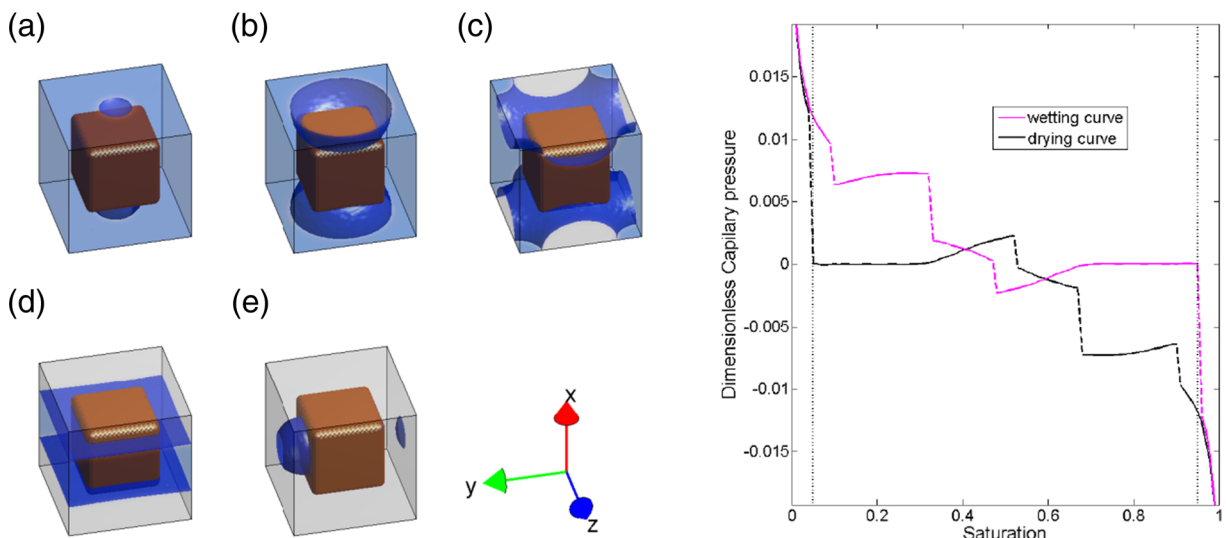 (a)
(b)
(c)
(d)
(e)
x
y
z
Dimensionless Capilary pressure
0.015
0.01
0.005
0
-0.005
-0.01
-0.015
wetting curve
drying curve
0
0.2
0.4
0.6
0.8
1
Saturation